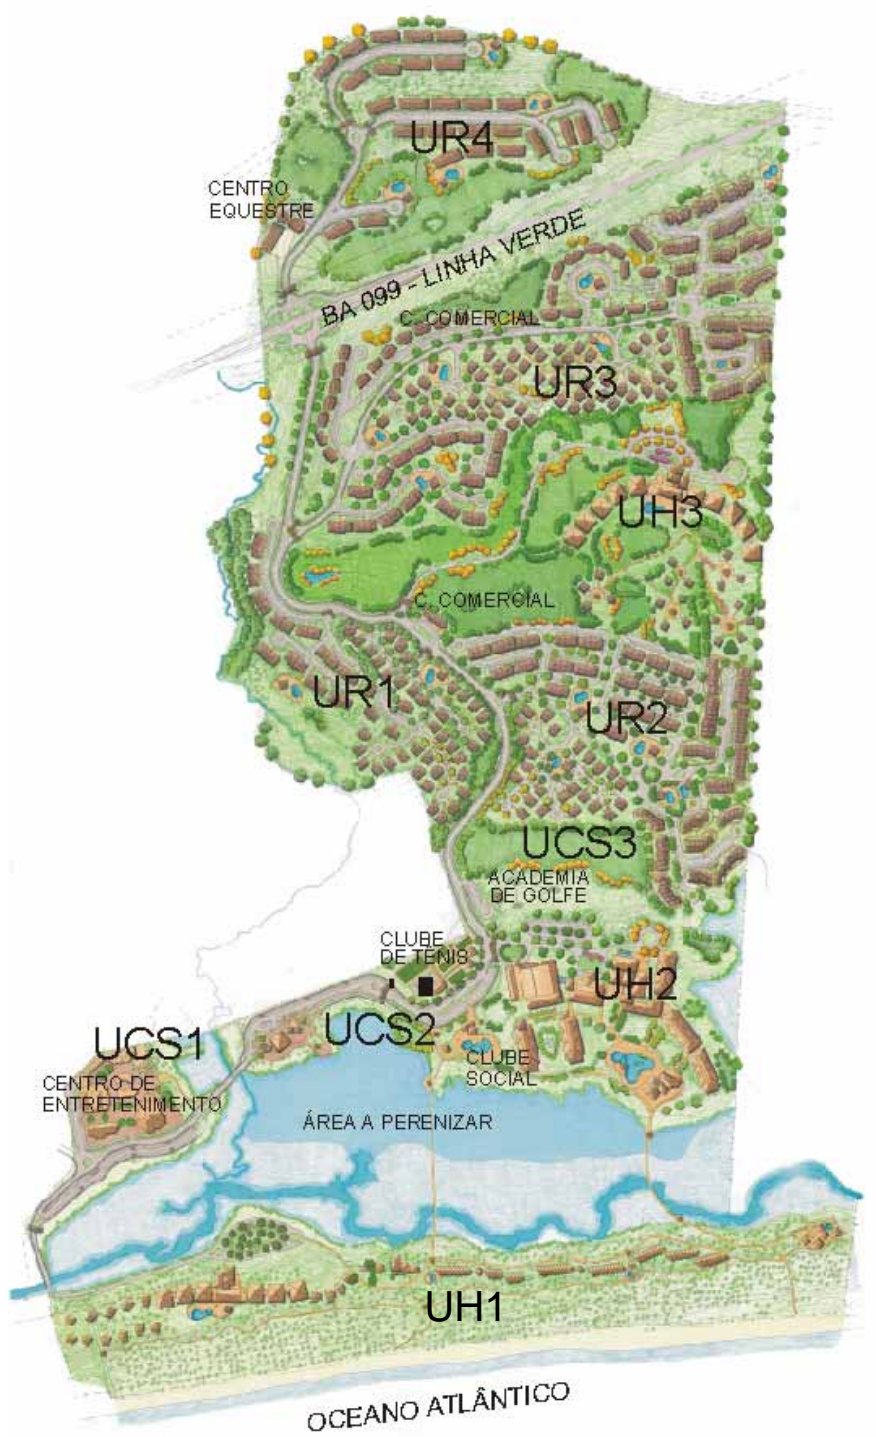 UR4
CENTRO
EQUESTRE
BA 099 - LINHA VERDE
C. COMERCIAL
UR3
UH3
C. COMERCIAL
UR1
UR2
UCS3
ACADEMIA
DE GOLFE
CLUBE
DE TÊNIS
UH2
UCS2
UCS1
CLUBE
SOCIAL
CENTRO DE
ENTRETENIMENTO
ÁREA A PERENIZAR
UH1
OCEANO ATLÂNTICO